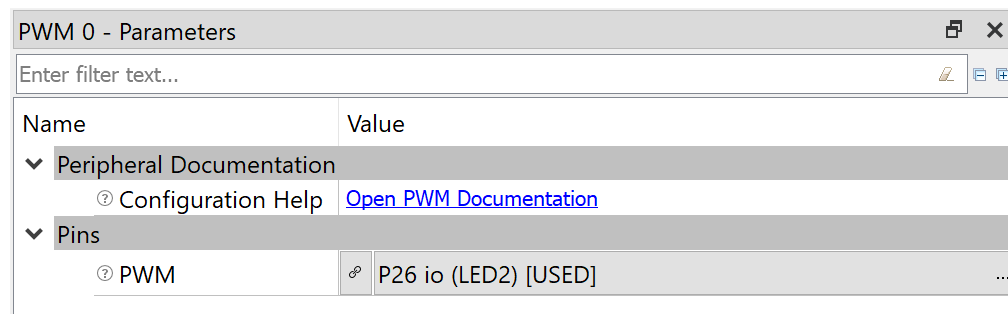 PWM 0 - Parameters
Enter filter text...
Name Value
Peripheral Documentation
Configuration Help Open PWM Documentation
Pins
PWM P26 io (LED2) [USED] ...